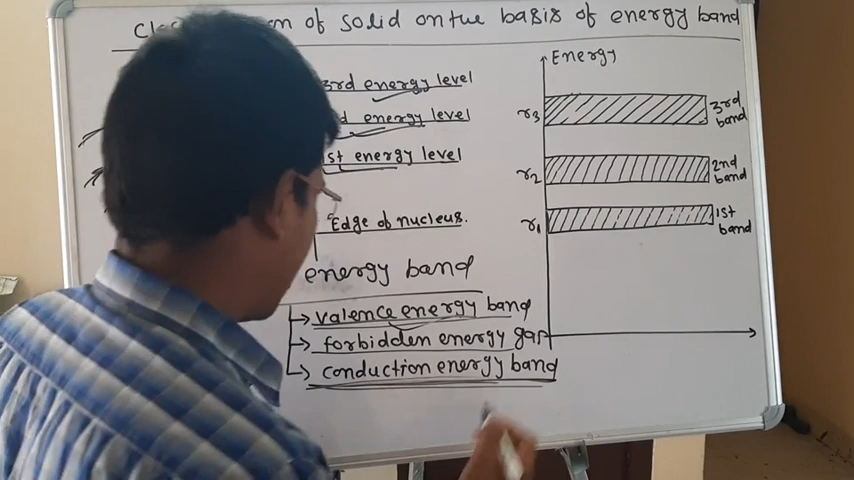 of solid on the basis of energy band
3rd energy level
energy level
1st energy level
Edge of nucleus.
energy band
valence energy band
forbidden energy gap
conduction energy band
Energy
r3
3rd
band
r2
2nd
band
r1
1st
band